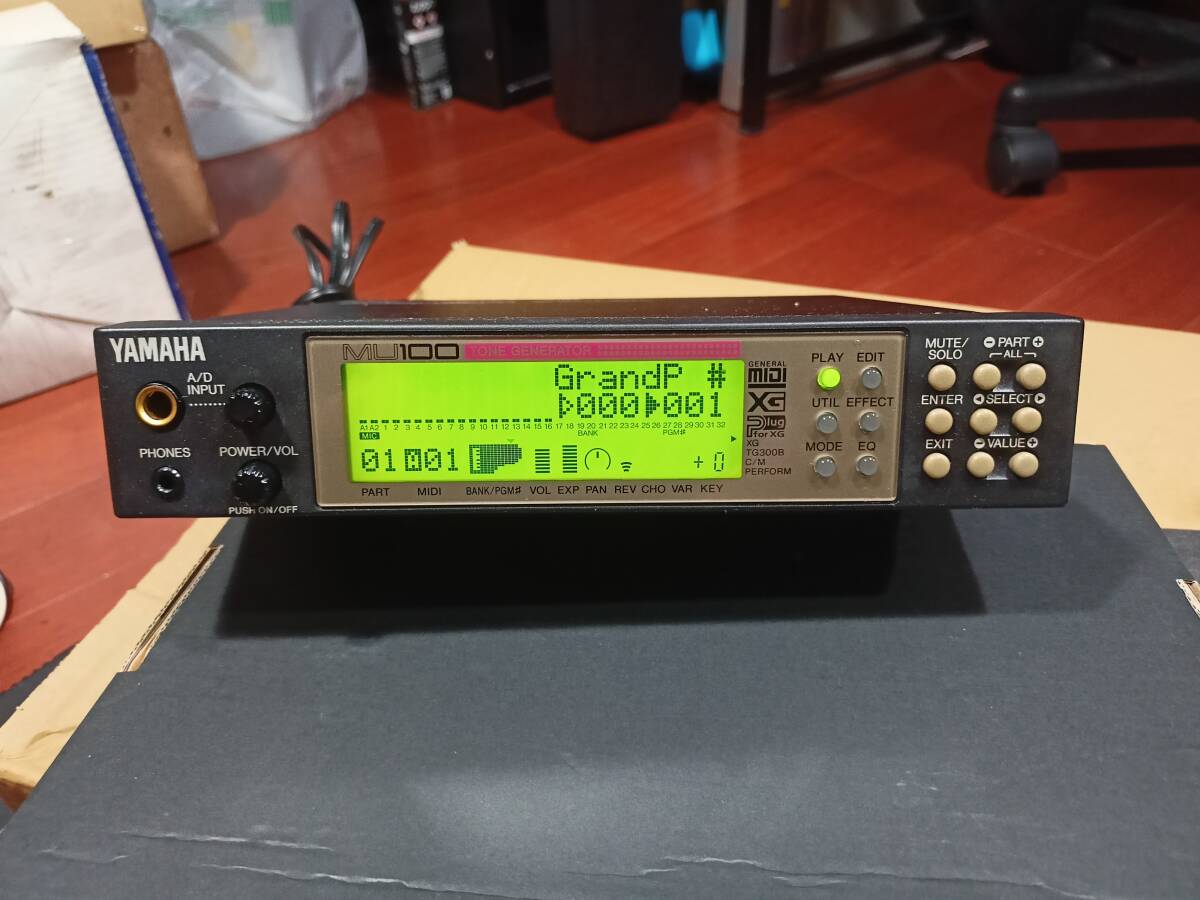 YAMAHA
A/D
INPUT
PHONES
POWER/VOL
PUSH ON/OFF
MU100 TONE GENERATOR
GrandP #
000 001
A1 A2 1 2 3 4 5 6 7 8 9 10 11 12 13 14 15 16 17 18 19 20 21 22 23 24 25 26 27 28 29 30 31 32
MIC
BANK
PGM#
01 A01
+ 0
PART MIDI BANK/PGM# VOL EXP PAN REV CHO VAR KEY
GENERAL
MIDI
XG
Plug
for XG
XG
TG300B
C/M
PERFORM
PLAY EDIT
UTIL EFFECT
MODE EQ
MUTE/
SOLO
− PART +
ALL
ENTER
SELECT
EXIT
− VALUE +